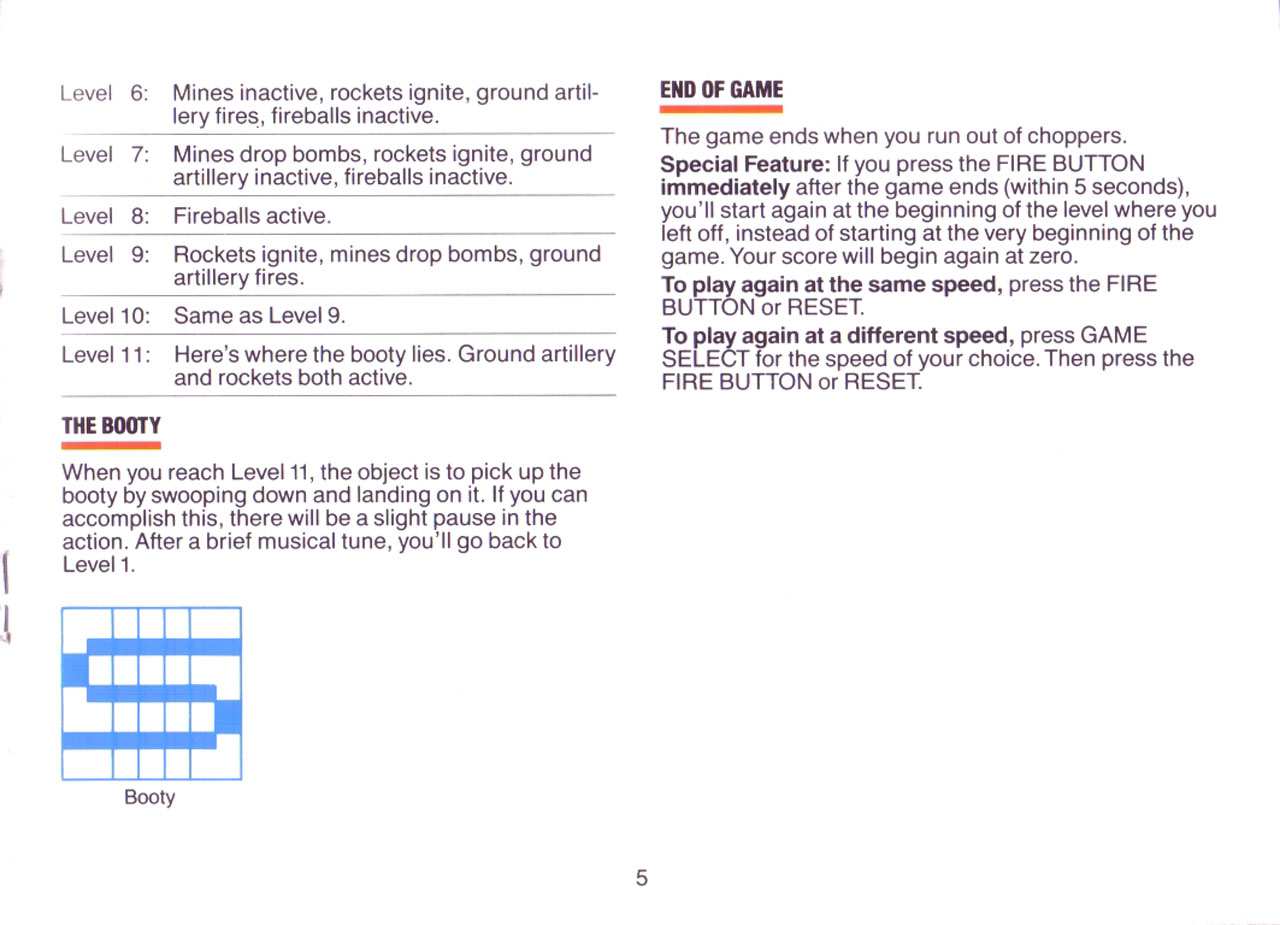 Level 6: Mines inactive, rockets ignite, ground artil-
lery fires., fireballs inactive.
Level 7: Mines drop bombs, rockets ignite, ground
artillery inactive, fireballs inactive.
Level 8: Fireballs active.
Level 9: Rockets ignite, mines drop bombs, ground
artillery fires.
Level 10: Same as Level 9.
Level 11: Here's where the booty lies. Ground artillery
and rockets both active.
THE BOOTY
When you reach Level 11, the object is to pick up the
booty by swooping down and landing on it. If you can
accomplish this, there will be a slight pause in the
action. After a brief musical tune, you'll go back to
Level 1.
Booty
END OF GAME
The game ends when you run out of choppers.
Special Feature: If you press the FIRE BUTTON
immediately after the game ends (within 5 seconds),
you'll start again at the beginning of the level where you
left off, instead of starting at the very beginning of the
game. Your score will begin again at zero.
To play again at the same speed, press the FIRE
BUTTON or RESET.
To play again at a different speed, press GAME
SELECT for the speed of your choice. Then press the
FIRE BUTTON or RESET.
5